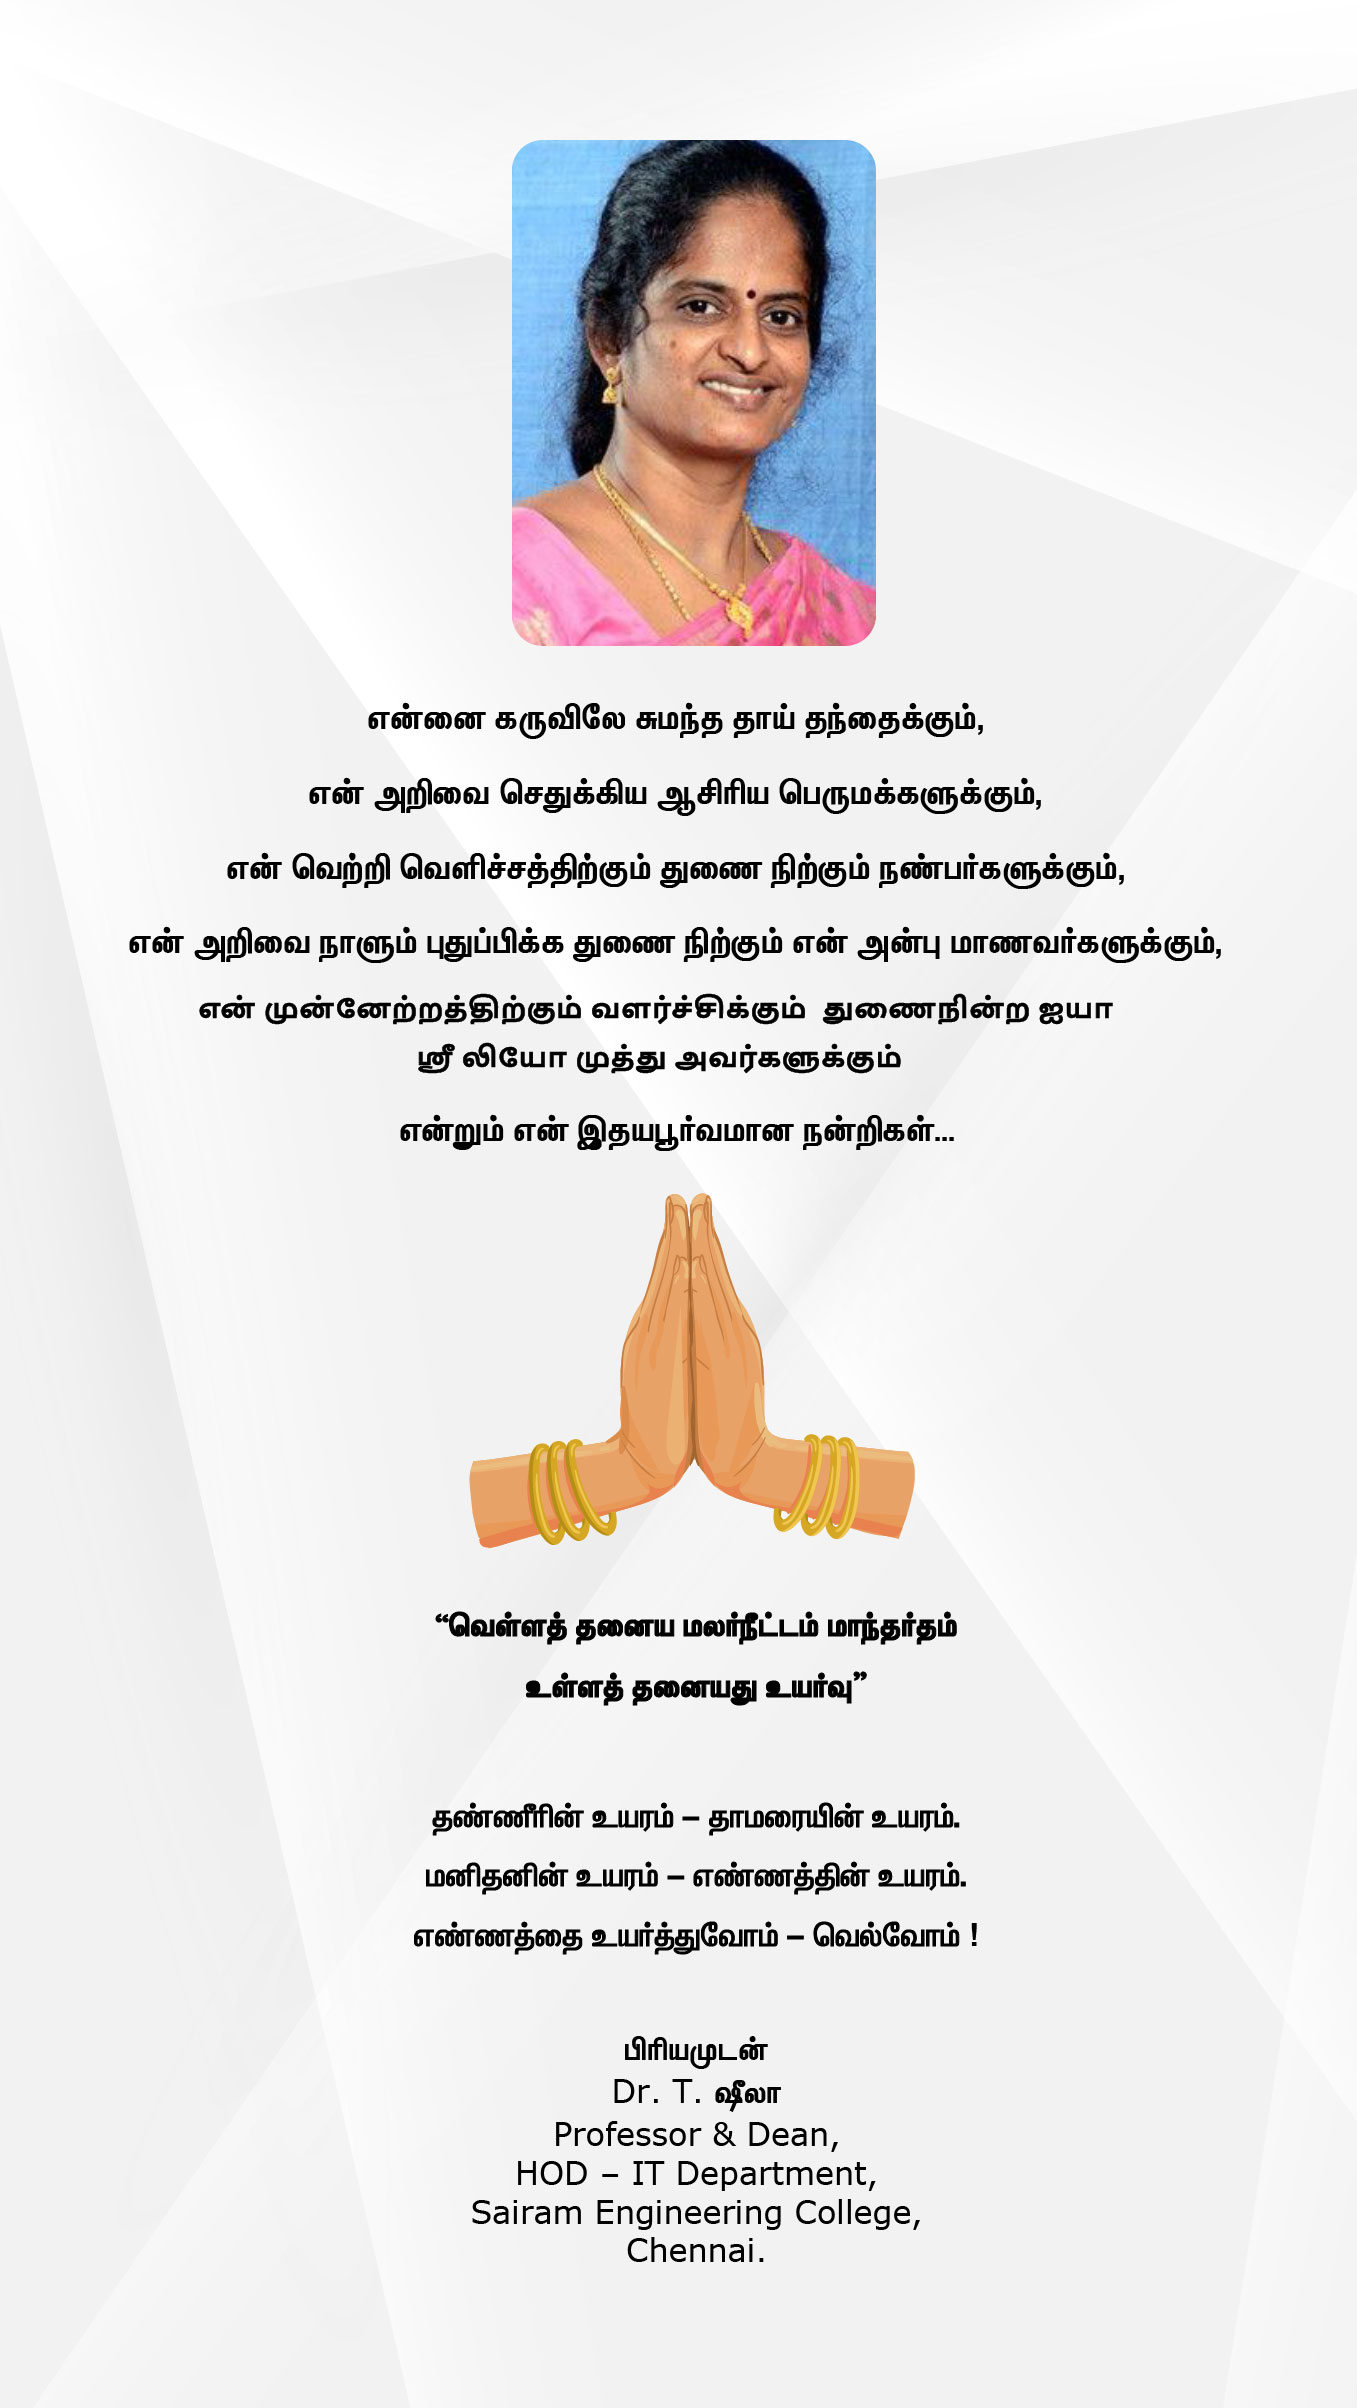 என்னை கருவிலே சுமந்த தாய் தந்தைக்கும்,
என் அறிவை செதுக்கிய ஆசிரிய பெருமக்களுக்கும்,
என் வெற்றி வெளிச்சத்திற்கும் துணை நிற்கும் நண்பர்களுக்கும்,
என் அறிவை நாளும் புதுப்பிக்க துணை நிற்கும் என் அன்பு மாணவர்களுக்கும்,
என் முன்னேற்றத்திற்கும் வளர்ச்சிக்கும் துணைநின்ற ஐயா
ஸ்ரீ லியோ முத்து அவர்களுக்கும்
என்றும் என் இதயபூர்வமான நன்றிகள்...
“வெள்ளத் தனைய மலர்நீட்டம் மாந்தர்தம்
உள்ளத் தனையது உயர்வு”
தண்ணீரின் உயரம் – தாமரையின் உயரம்.
மனிதனின் உயரம் – எண்ணத்தின் உயரம்.
எண்ணத்தை உயர்த்துவோம் – வெல்வோம் !
பிரியமுடன்
Dr. T. ஷீலா
Professor & Dean,
HOD – IT Department,
Sairam Engineering College,
Chennai.